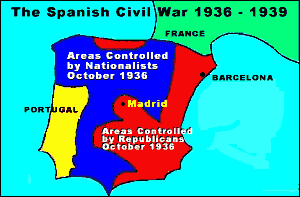 The Spanish Civil War 1936 - 1939
FRANCE
Areas Controlled
by Nationalists
October 1936
BARCELONA
PORTUGAL
Madrid
Areas Controlled
by Republicans
October 1936